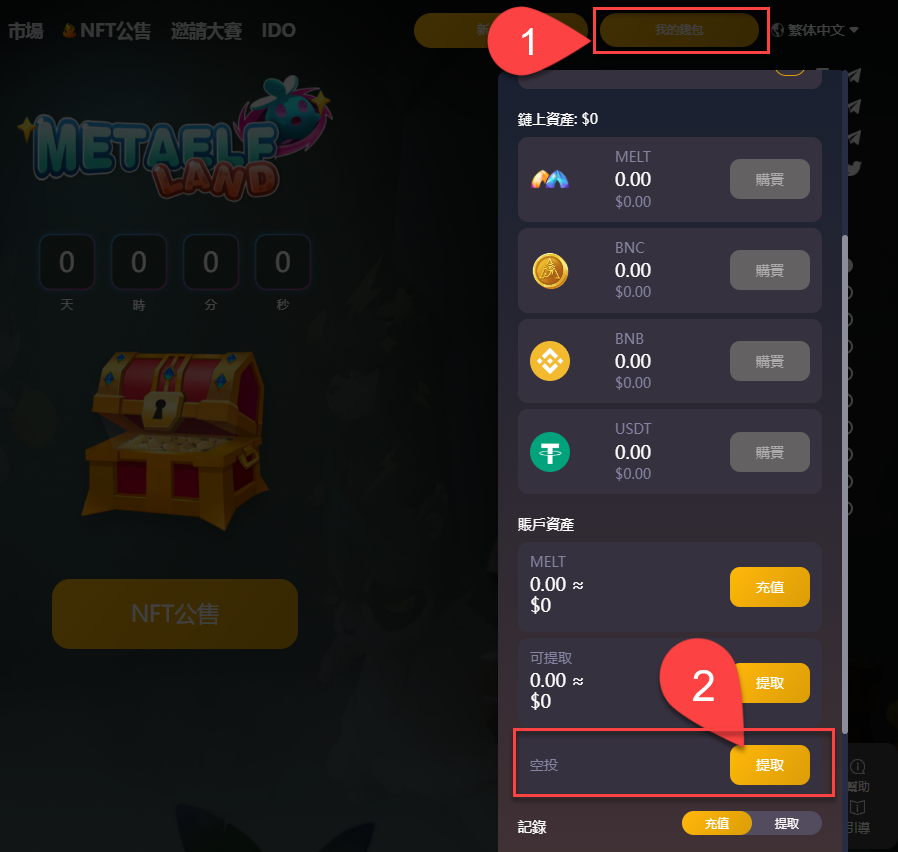 市場 NFT公售 邀請大賽 IDO 新 我的錢包 繁体中文
1
鏈上資產: $0
METAELF
LAND
MELT
0.00
$0.00
購買
BNC
0.00
$0.00
購買
0 0 0 0
天 時 分 秒
BNB
0.00
$0.00
購買
USDT
0.00
$0.00
購買
賬戶資產
MELT
0.00 ≈
$0
充值
NFT公售
可提取
0.00 ≈
$0
提取
2
空投
提取
幫助
引導
記錄
充值 提取